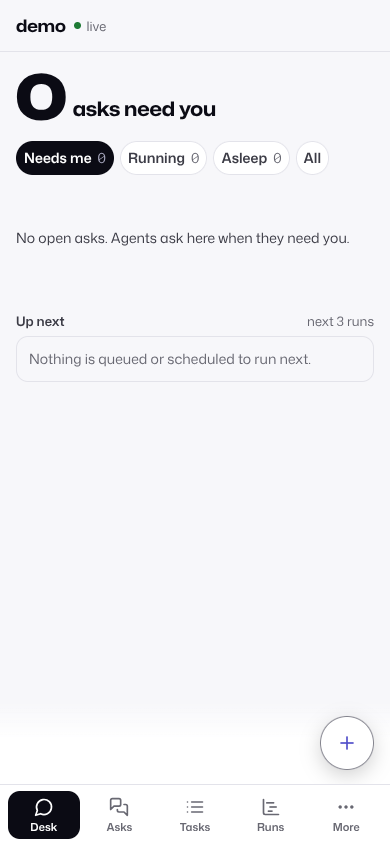 demo live
0 asks need you
Needs me 0 Running 0 Asleep 0 All
No open asks. Agents ask here when they need you.
Up next next 3 runs
Nothing is queued or scheduled to run next.
+
Desk Asks Tasks Runs More